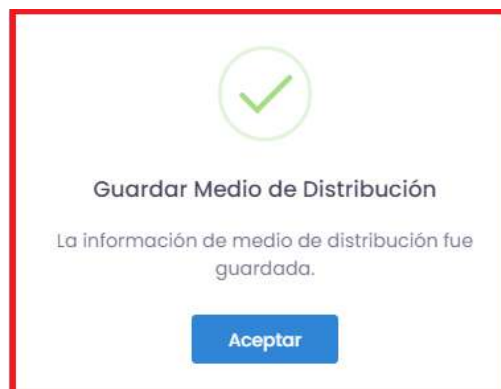 Guardar Medio de Distribución
La información de medio de distribución fue
guardada.
Aceptar